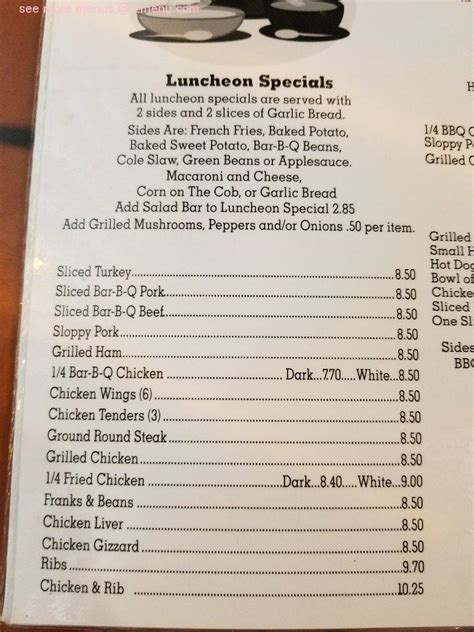 see more menus @ menu.com
Luncheon Specials
All luncheon specials are served with
2 sides and 2 slices of Garlic Bread.
Sides Are: French Fries, Baked Potato,
Baked Sweet Potato, Bar-B-Q Beans,
Cole Slaw, Green Beans or Applesauce.
Macaroni and Cheese,
Corn on The Cob, or Garlic Bread
Add Salad Bar to Luncheon Special 2.85
Add Grilled Mushrooms, Peppers and/or Onions .50 per item.
Sliced Turkey 8.50
Sliced Bar-B-Q Pork 8.50
Sliced Bar-B-Q Beef 8.50
Sloppy Pork 8.50
Grilled Ham 8.50
1/4 Bar-B-Q Chicken Dark...7.70.....White...8.50
Chicken Wings (6) 8.50
Chicken Tenders (3) 8.50
Ground Round Steak 8.50
Grilled Chicken 8.50
1/4 Fried Chicken Dark...8.40.....White...9.00
Franks & Beans 8.50
Chicken Liver 8.50
Chicken Gizzard 8.50
Ribs 9.70
Chicken & Rib 10.25
1/4 BBQ
Sloppy
Grilled
Grilled
Small
Hot Dog
Bowl of
Chicken
Sliced
One
Sides
BBQ